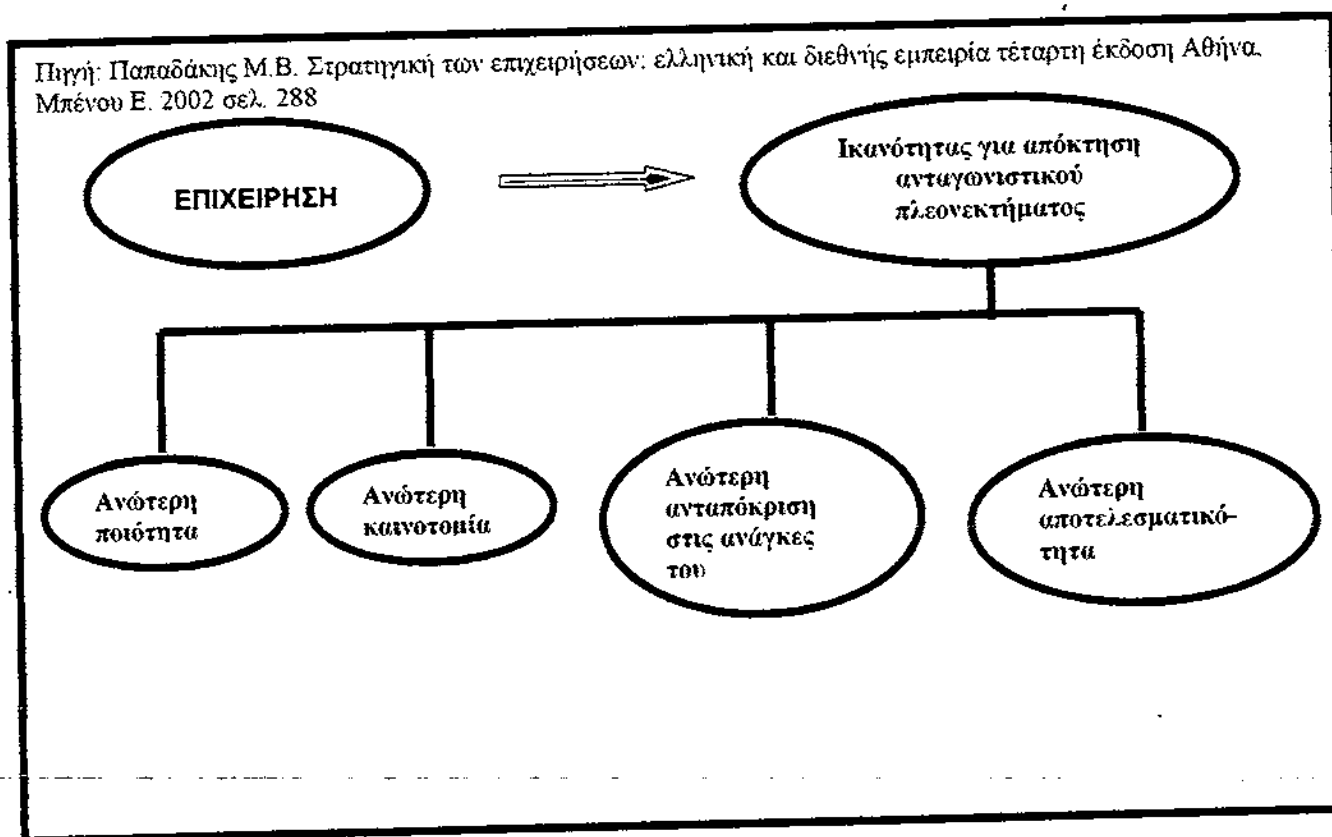 Πηγή: Παπαδάκης Μ.Β. Στρατηγική των επιχειρήσεων: ελληνική και διεθνής εμπειρία τέταρτη έκδοση Αθήνα.
Μπένου Ε. 2002 σελ. 288
ΕΠΙΧΕΙΡΗΣΗ
Ικανότητας για απόκτηση
ανταγωνιστικού
πλεονεκτήματος
Ανώτερη
ποιότητα
Ανώτερη
καινοτομία
Ανώτερη
ανταπόκριση
στις ανάγκες
του
Ανώτερη
αποτελεσματικό-
τητα